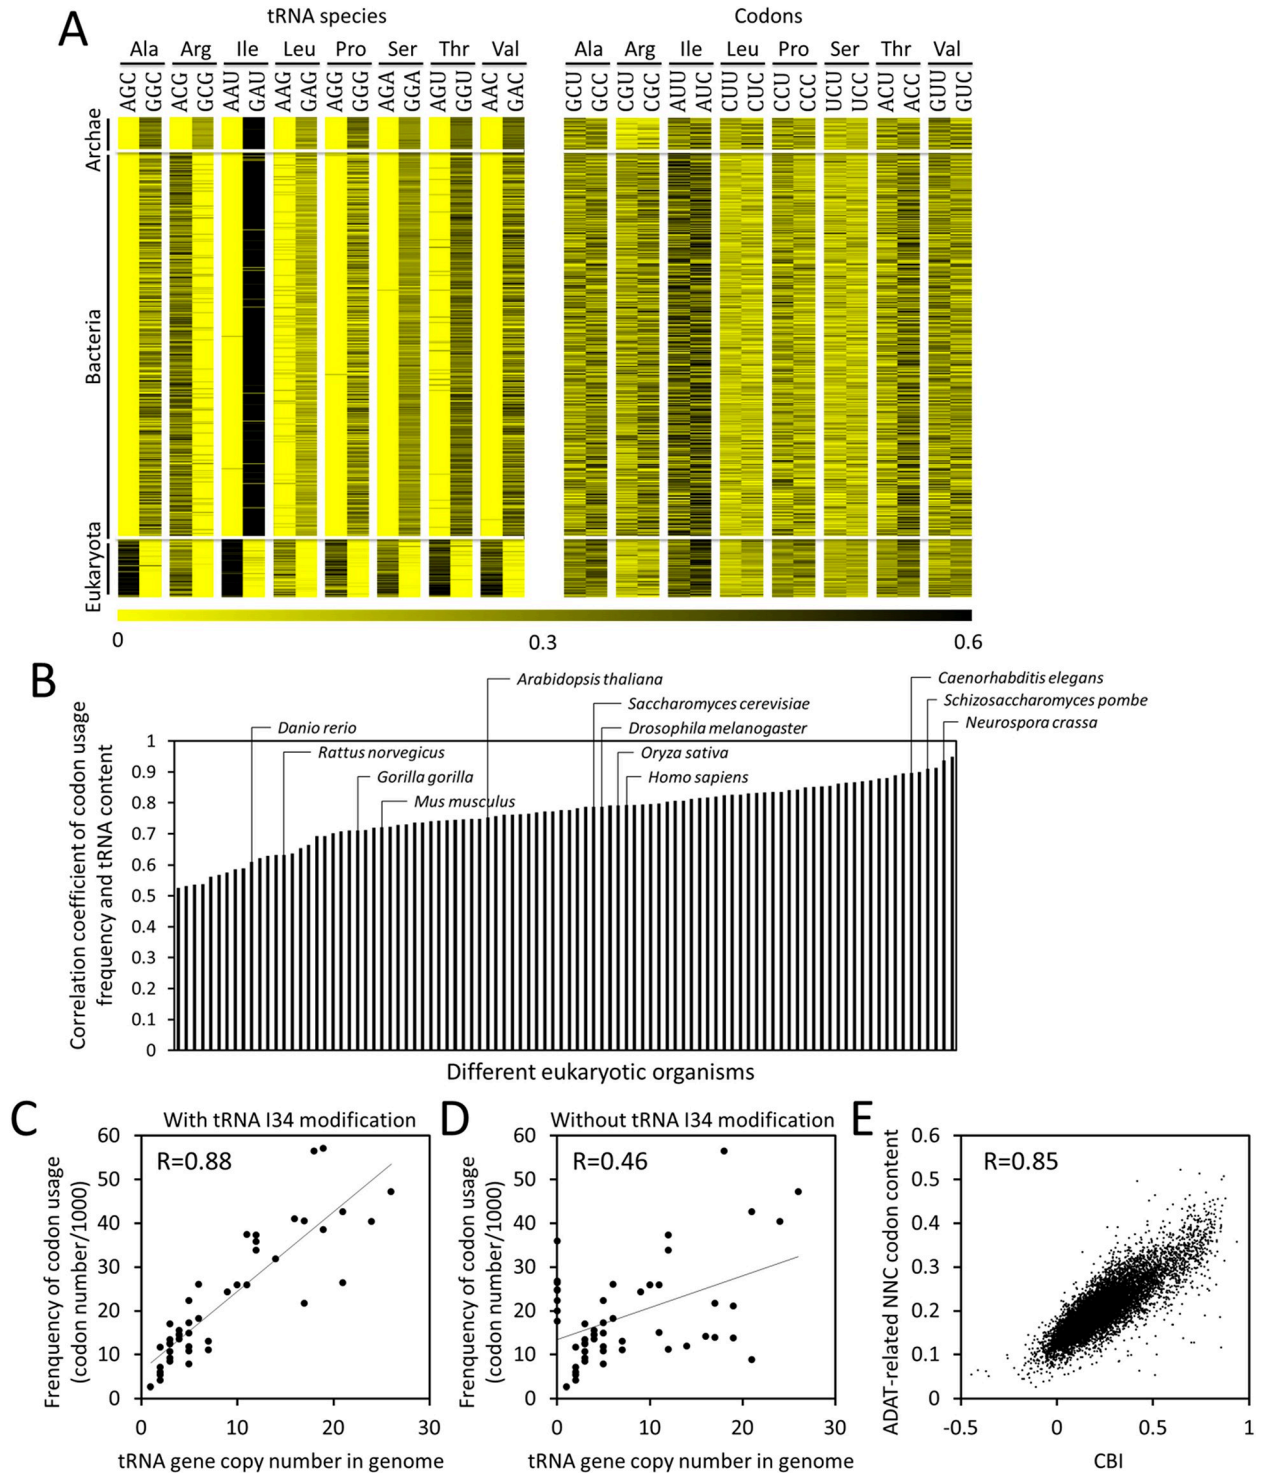 A
tRNA species
Codons
Ala Arg Ile Leu Pro Ser Thr Val
Ala Arg Ile Leu Pro Ser Thr Val
AGC GGC ACG GCG AAU GAU AAG GAG AGG GGG AGA GGA AGU GGU AAC GAC
GCU GCC CGU CGC AUU AUC CUU CUC CCU CCC UCU UCC ACU ACC GUU GUC
Archae
Bacteria
Eukaryota
0 0.3 0.6
B
Correlation coefficient of codon usage
frequency and tRNA content
Arabidopsis thaliana
Caenorhabditis elegans
Saccharomyces cerevisiae
Schizosaccharomyces pombe
Danio rerio
Drosophila melanogaster
Neurospora crassa
Rattus norvegicus
Oryza sativa
Gorilla gorilla
Homo sapiens
Mus musculus
1
0.9
0.8
0.7
0.6
0.5
0.4
0.3
0.2
0.1
0
Different eukaryotic organisms
C
With tRNA I34 modification
R=0.88
Frenquency of codon usage
(codon number/1000)
60
50
40
30
20
10
0
0 10 20 30
tRNA gene copy number in genome
D
Without tRNA I34 modification
R=0.46
Frenquency of codon usage
(codon number/1000)
60
50
40
30
20
10
0
0 10 20 30
tRNA gene copy number in genome
E
R=0.85
ADAT-related NNC codon content
0.6
0.5
0.4
0.3
0.2
0.1
0
-0.5 0 0.5 1
CBI